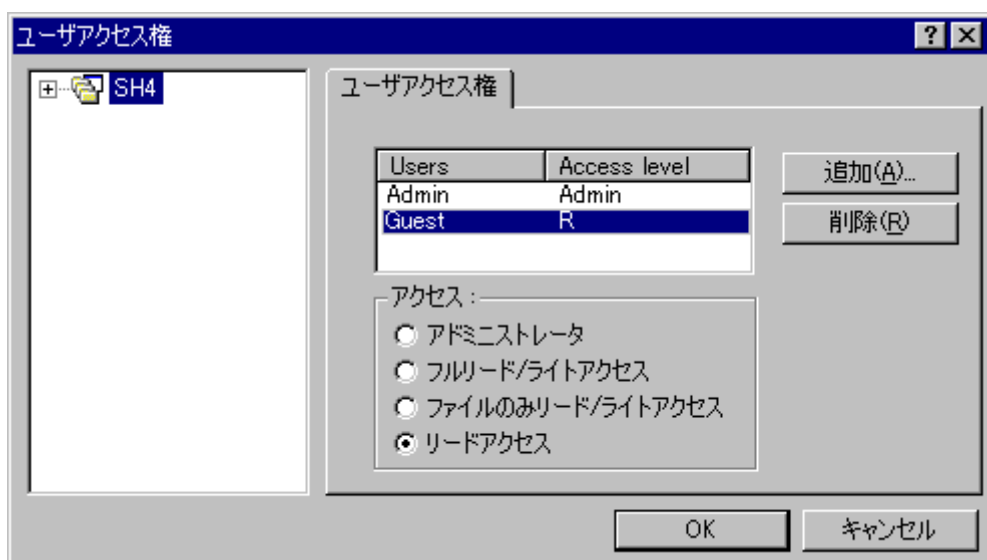 ユーザアクセス権
? ×
SH4
ユーザアクセス権
Users Access level
Admin Admin
Guest R
追加(A)...
削除(R)
アクセス：
アドミニストレータ
フルリード/ライトアクセス
ファイルのみリード/ライトアクセス
リードアクセス
OK キャンセル